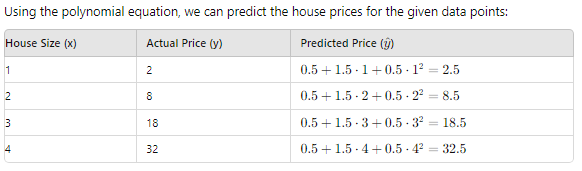 Using the polynomial equation, we can predict the house prices for the given data points:
House Size (x) Actual Price (y) Predicted Price (ŷ)
1 2 0.5 + 1.5 · 1 + 0.5 · 1² = 2.5
2 8 0.5 + 1.5 · 2 + 0.5 · 2² = 8.5
3 18 0.5 + 1.5 · 3 + 0.5 · 3² = 18.5
4 32 0.5 + 1.5 · 4 + 0.5 · 4² = 32.5